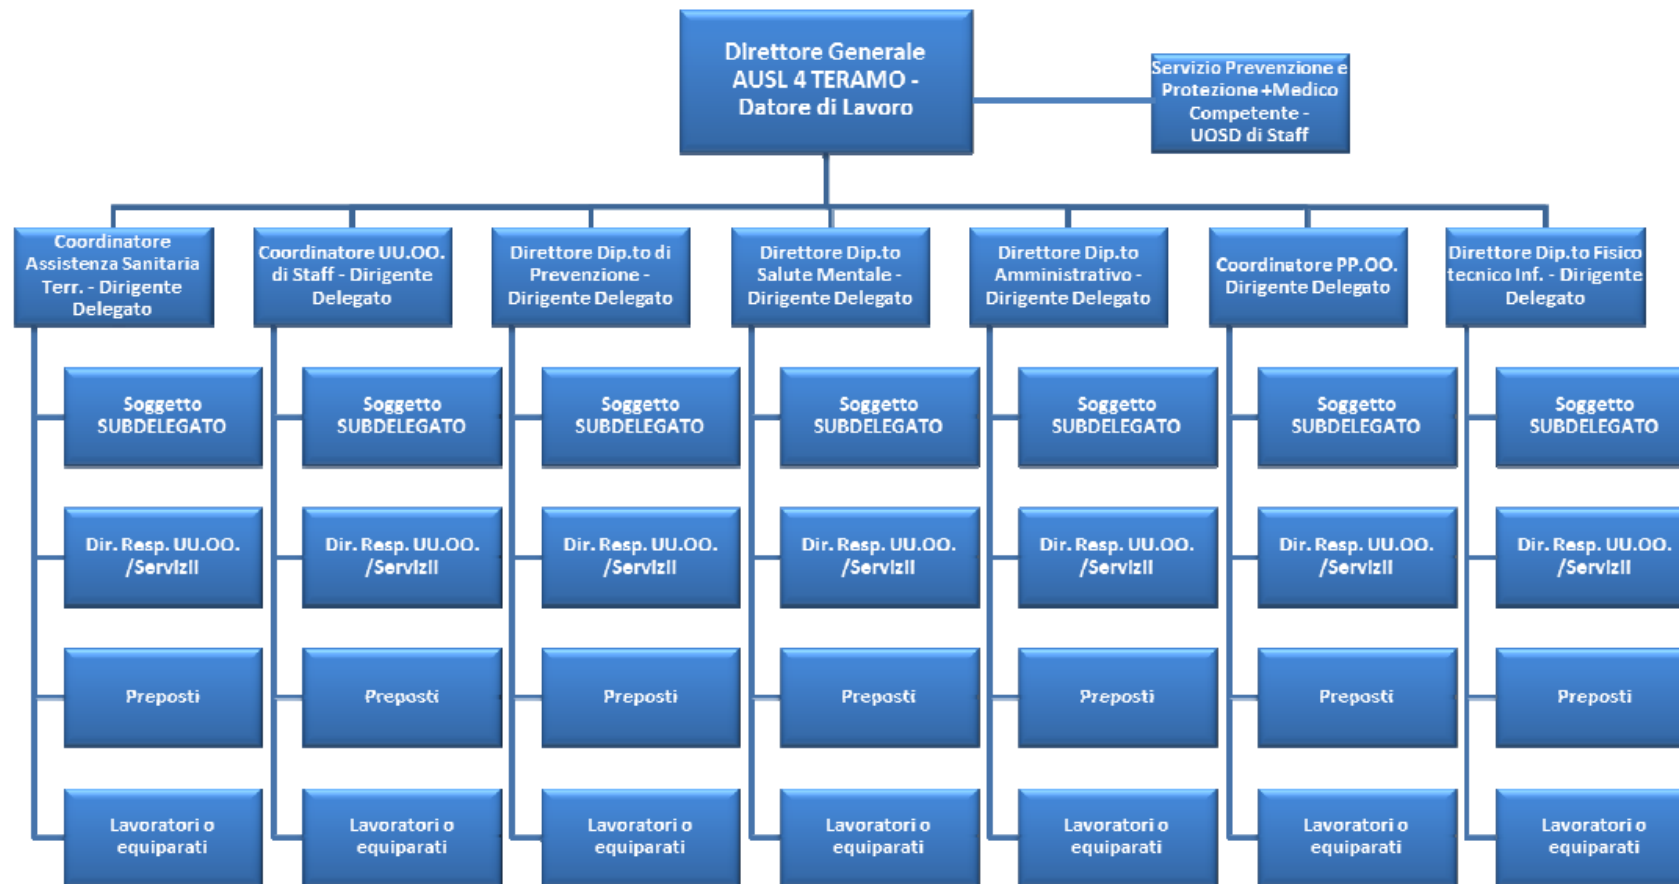 Direttore Generale
AUSL 4 TERAMO -
Datore di Lavoro
Servizio Prevenzione e
Protezione +Medico
Competente -
UOSD di Staff
Coordinatore
Assistenza Sanitaria
Terr. - Dirigente
Delegato
Coordinatore UU.OO.
di Staff - Dirigente
Delegato
Direttore Dip.to di
Prevenzione -
Dirigente Delegato
Direttore Dip.to
Salute Mentale -
Dirigente Delegato
Direttore Dip.to
Amministrativo -
Dirigente Delegato
Coordinatore PP.OO.
Dirigente Delegato
Direttore Dip.to Fisico
tecnico Inf. - Dirigente
Delegato
Soggetto
SUBDELEGATO
Soggetto
SUBDELEGATO
Soggetto
SUBDELEGATO
Soggetto
SUBDELEGATO
Soggetto
SUBDELEGATO
Soggetto
SUBDELEGATO
Soggetto
SUBDELEGATO
Dir. Resp. UU.OO.
/Servizii
Dir. Resp. UU.OO.
/Servizii
Dir. Resp. UU.OO.
/Servizii
Dir. Resp. UU.OO.
/Servizii
Dir. Resp. UU.OO.
/Servizii
Dir. Resp. UU.OO.
/Servizii
Dir. Resp. UU.OO.
/Servizii
Preposti
Preposti
Preposti
Preposti
Preposti
Preposti
Preposti
Lavoratori o
equiparati
Lavoratori o
equiparati
Lavoratori o
equiparati
Lavoratori o
equiparati
Lavoratori o
equiparati
Lavoratori o
equiparati
Lavoratori o
equiparati